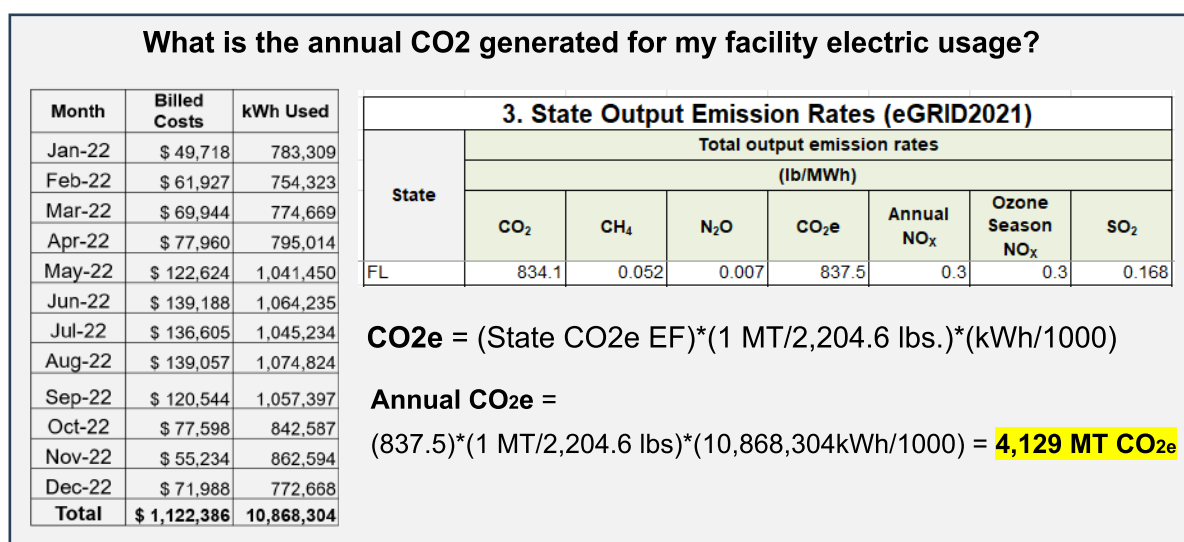 What is the annual CO2 generated for my facility electric usage?
Month Billed Costs kWh Used
Jan-22 $ 49,718 783,309
Feb-22 $ 61,927 754,323
Mar-22 $ 69,944 774,669
Apr-22 $ 77,960 795,014
May-22 $ 122,624 1,041,450
Jun-22 $ 139,188 1,064,235
Jul-22 $ 136,605 1,045,234
Aug-22 $ 139,057 1,074,824
Sep-22 $ 120,544 1,057,397
Oct-22 $ 77,598 842,587
Nov-22 $ 55,234 862,594
Dec-22 $ 71,988 772,668
Total $ 1,122,386 10,868,304
3. State Output Emission Rates (eGRID2021)
Total output emission rates
(lb/MWh)
State CO₂ CH₄ N₂O CO₂e Annual NOx Ozone Season NOx SO₂
FL 834.1 0.052 0.007 837.5 0.3 0.3 0.168
CO2e = (State CO2e EF)*(1 MT/2,204.6 lbs.)*(kWh/1000)
Annual CO2e =
(837.5)*(1 MT/2,204.6 lbs)*(10,868,304kWh/1000) = 4,129 MT CO2e